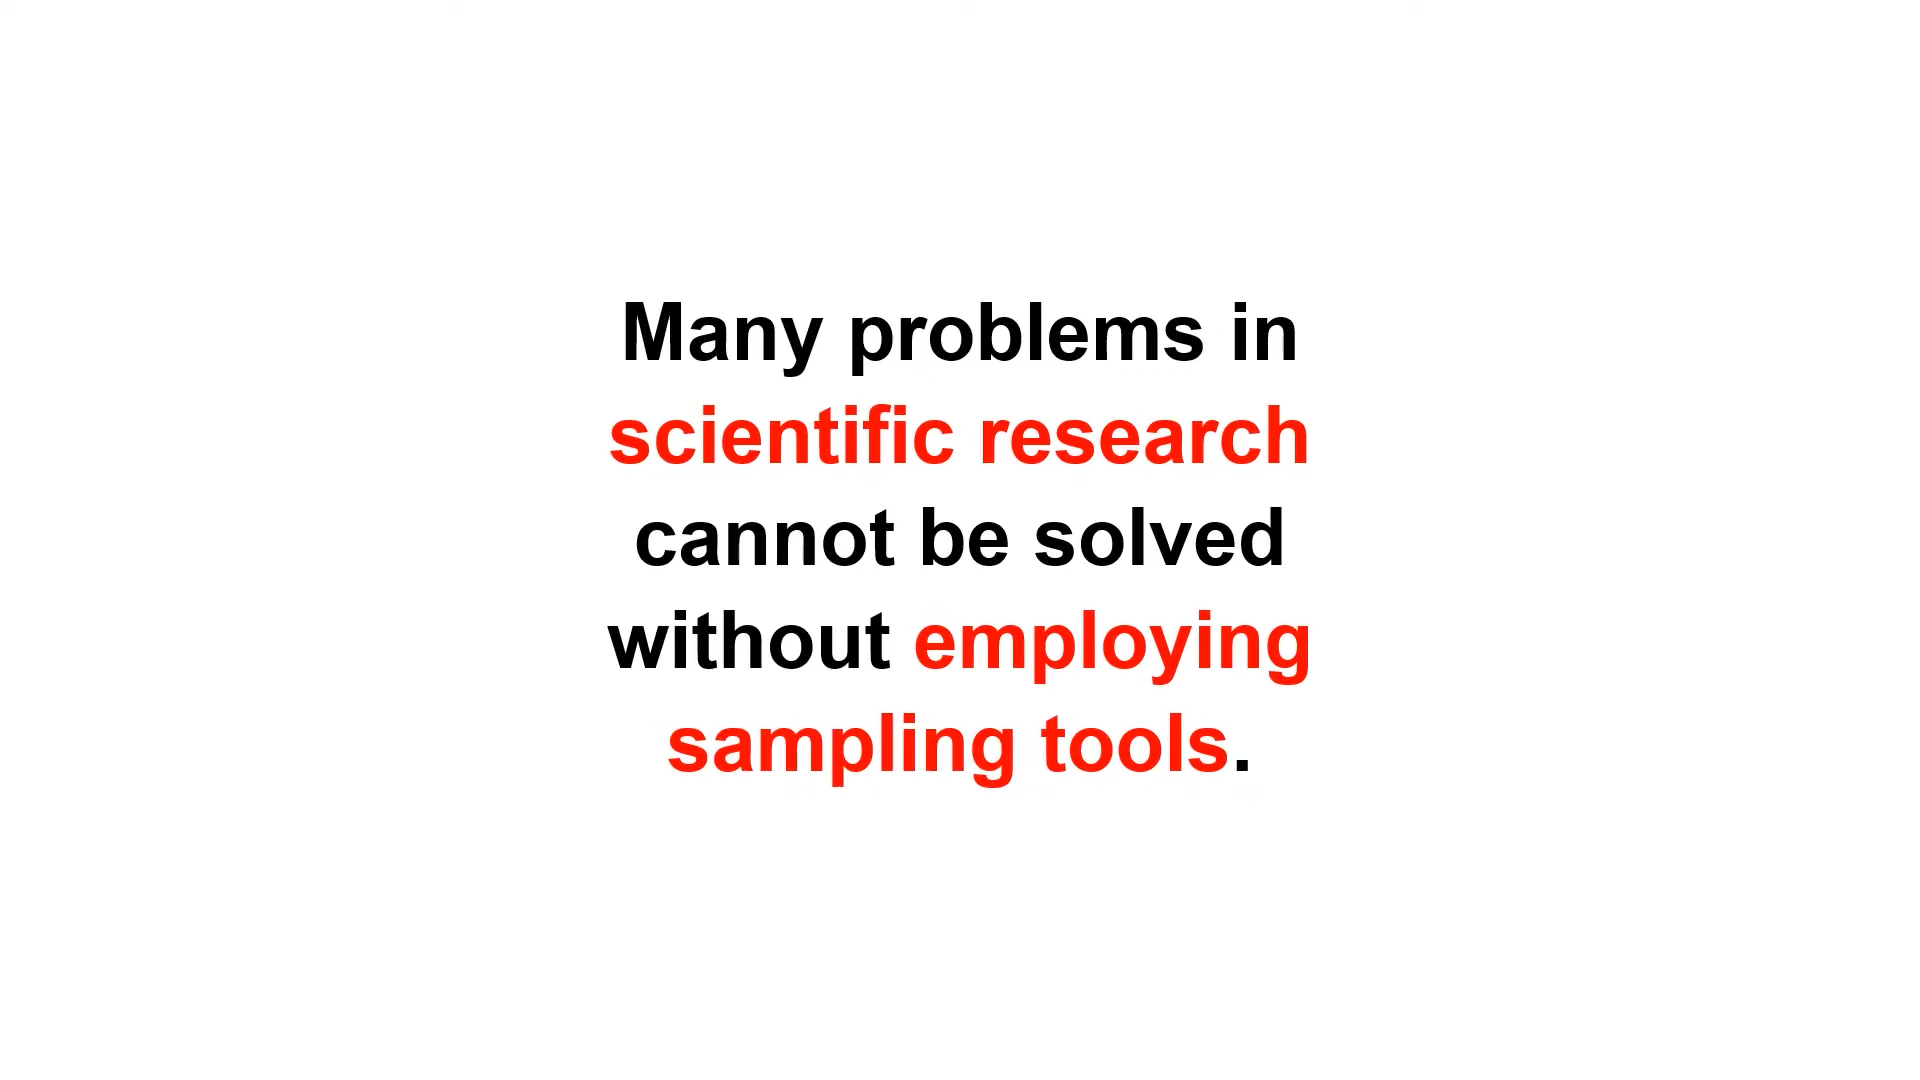 Many problems in
scientific research
cannot be solved
without employing
sampling tools.